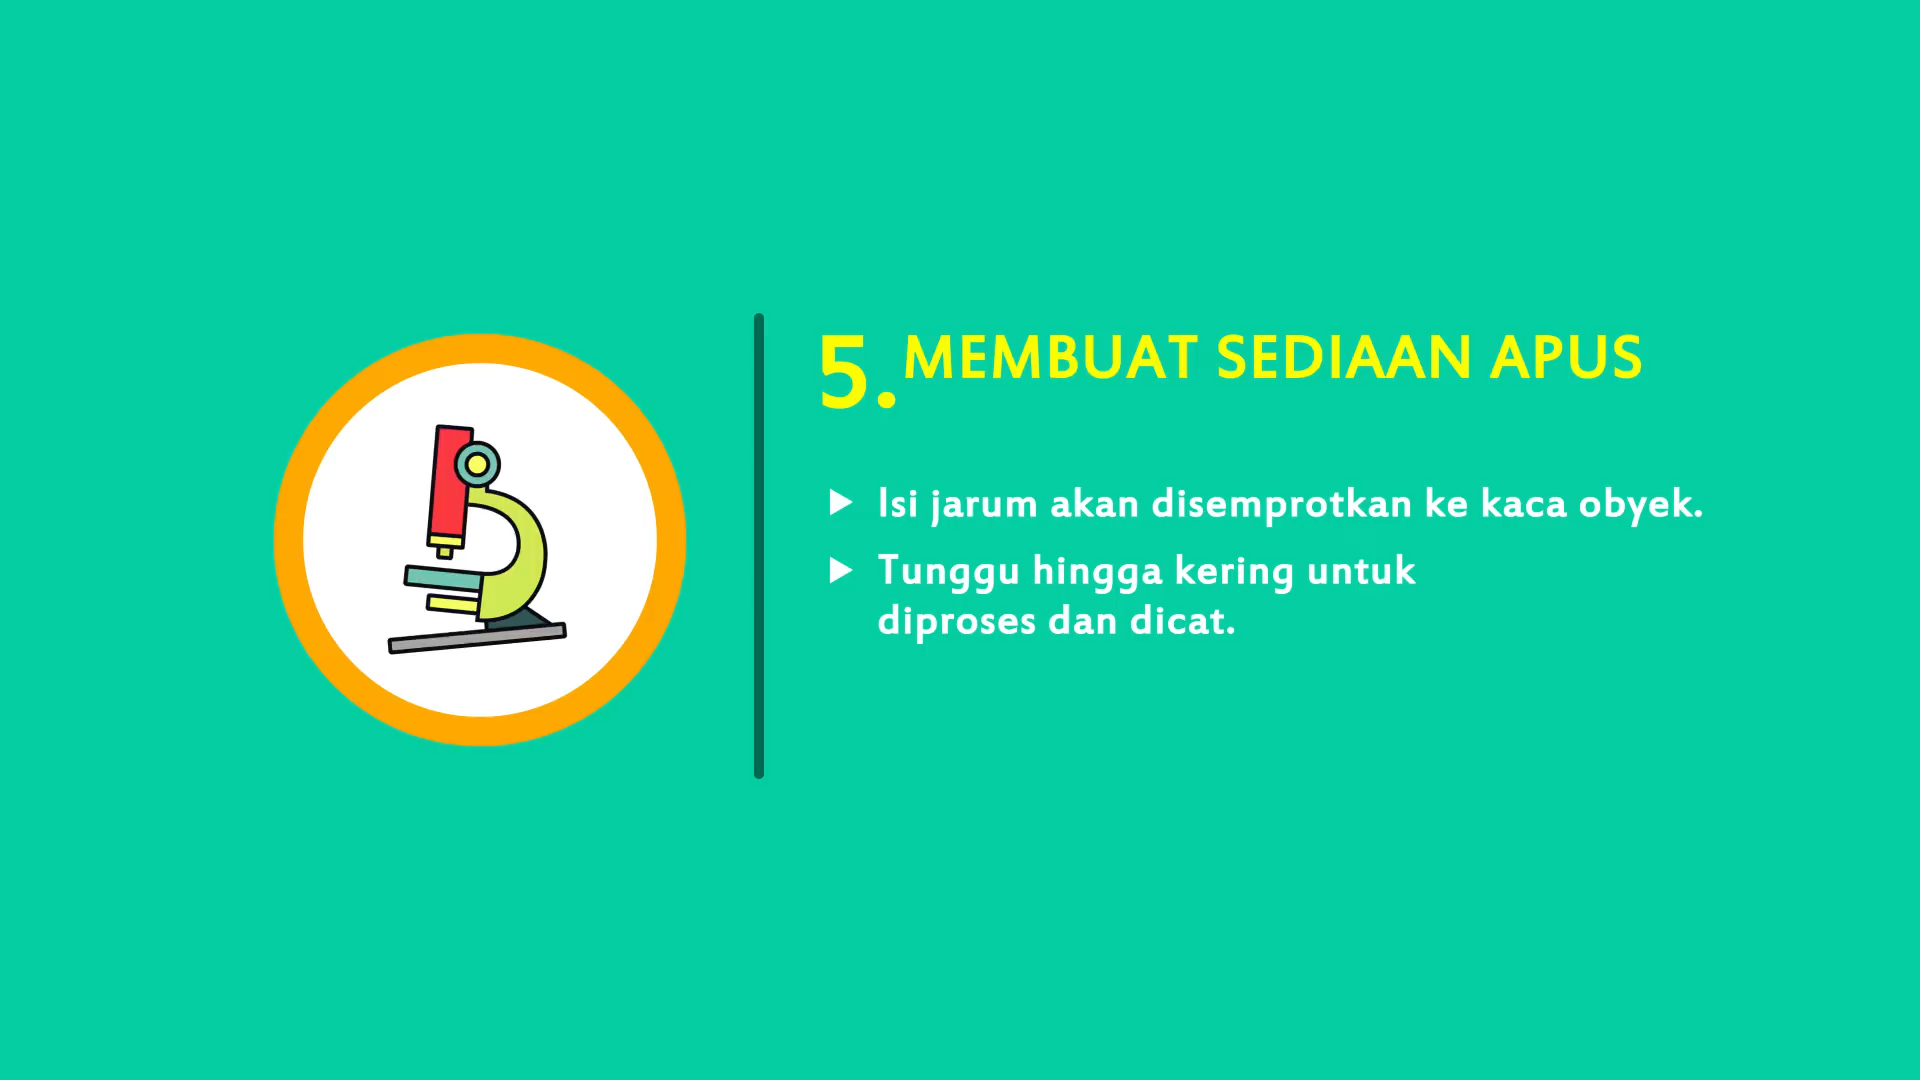 5. MEMBUAT SEDIAAN APUS
Isi jarum akan disemprotkan ke kaca obyek.
Tunggu hingga kering untuk
diproses dan dicat.